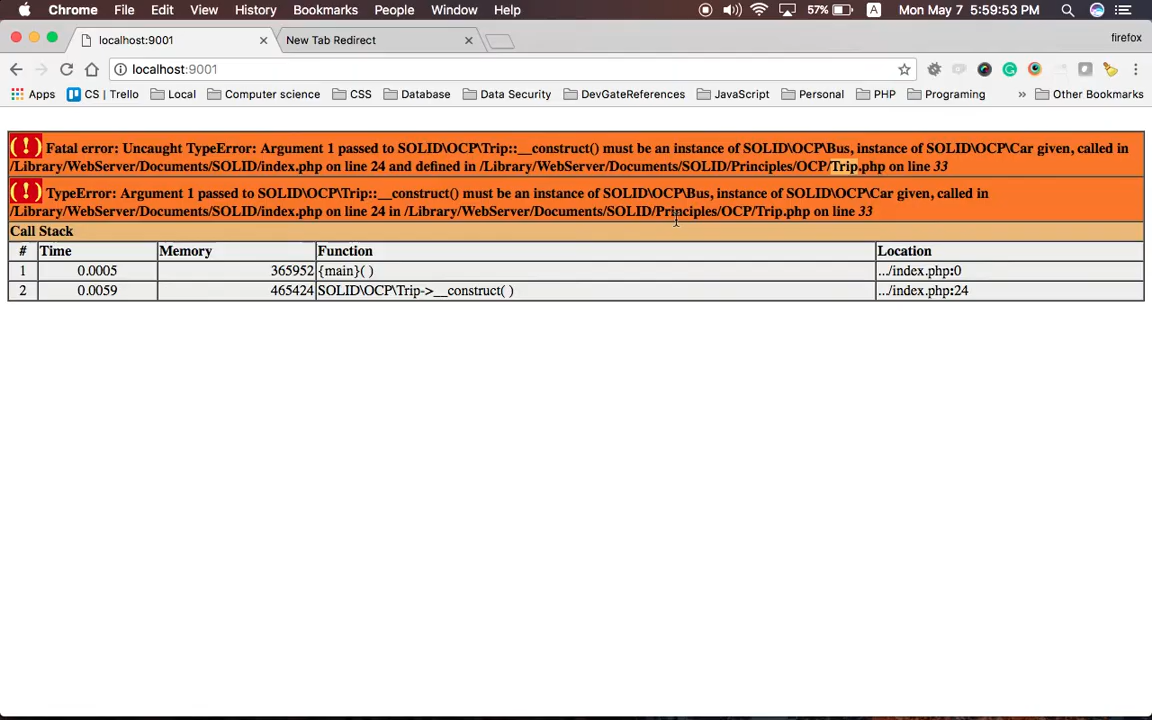 Chrome File Edit View History Bookmarks People Window Help 57% A Mon May 7 5:59:53 PM
localhost:9001 New Tab Redirect firefox
localhost:9001
Apps CS | Trello Local Computer science CSS Database Data Security DevGateReferences JavaScript Personal PHP Programing » Other Bookmarks
( ! ) Fatal error: Uncaught TypeError: Argument 1 passed to SOLID\OCP\Trip::__construct() must be an instance of SOLID\OCP\Bus, instance of SOLID\OCP\Car given, called in
/Library/WebServer/Documents/SOLID/index.php on line 24 and defined in /Library/WebServer/Documents/SOLID/Principles/OCP/Trip.php on line 33
( ! ) TypeError: Argument 1 passed to SOLID\OCP\Trip::__construct() must be an instance of SOLID\OCP\Bus, instance of SOLID\OCP\Car given, called in
/Library/WebServer/Documents/SOLID/index.php on line 24 in /Library/WebServer/Documents/SOLID/Principles/OCP/Trip.php on line 33
Call Stack
# Time Memory Function Location
1 0.0005 365952 {main}( ) .../index.php:0
2 0.0059 465424 SOLID\OCP\Trip->__construct( ) .../index.php:24